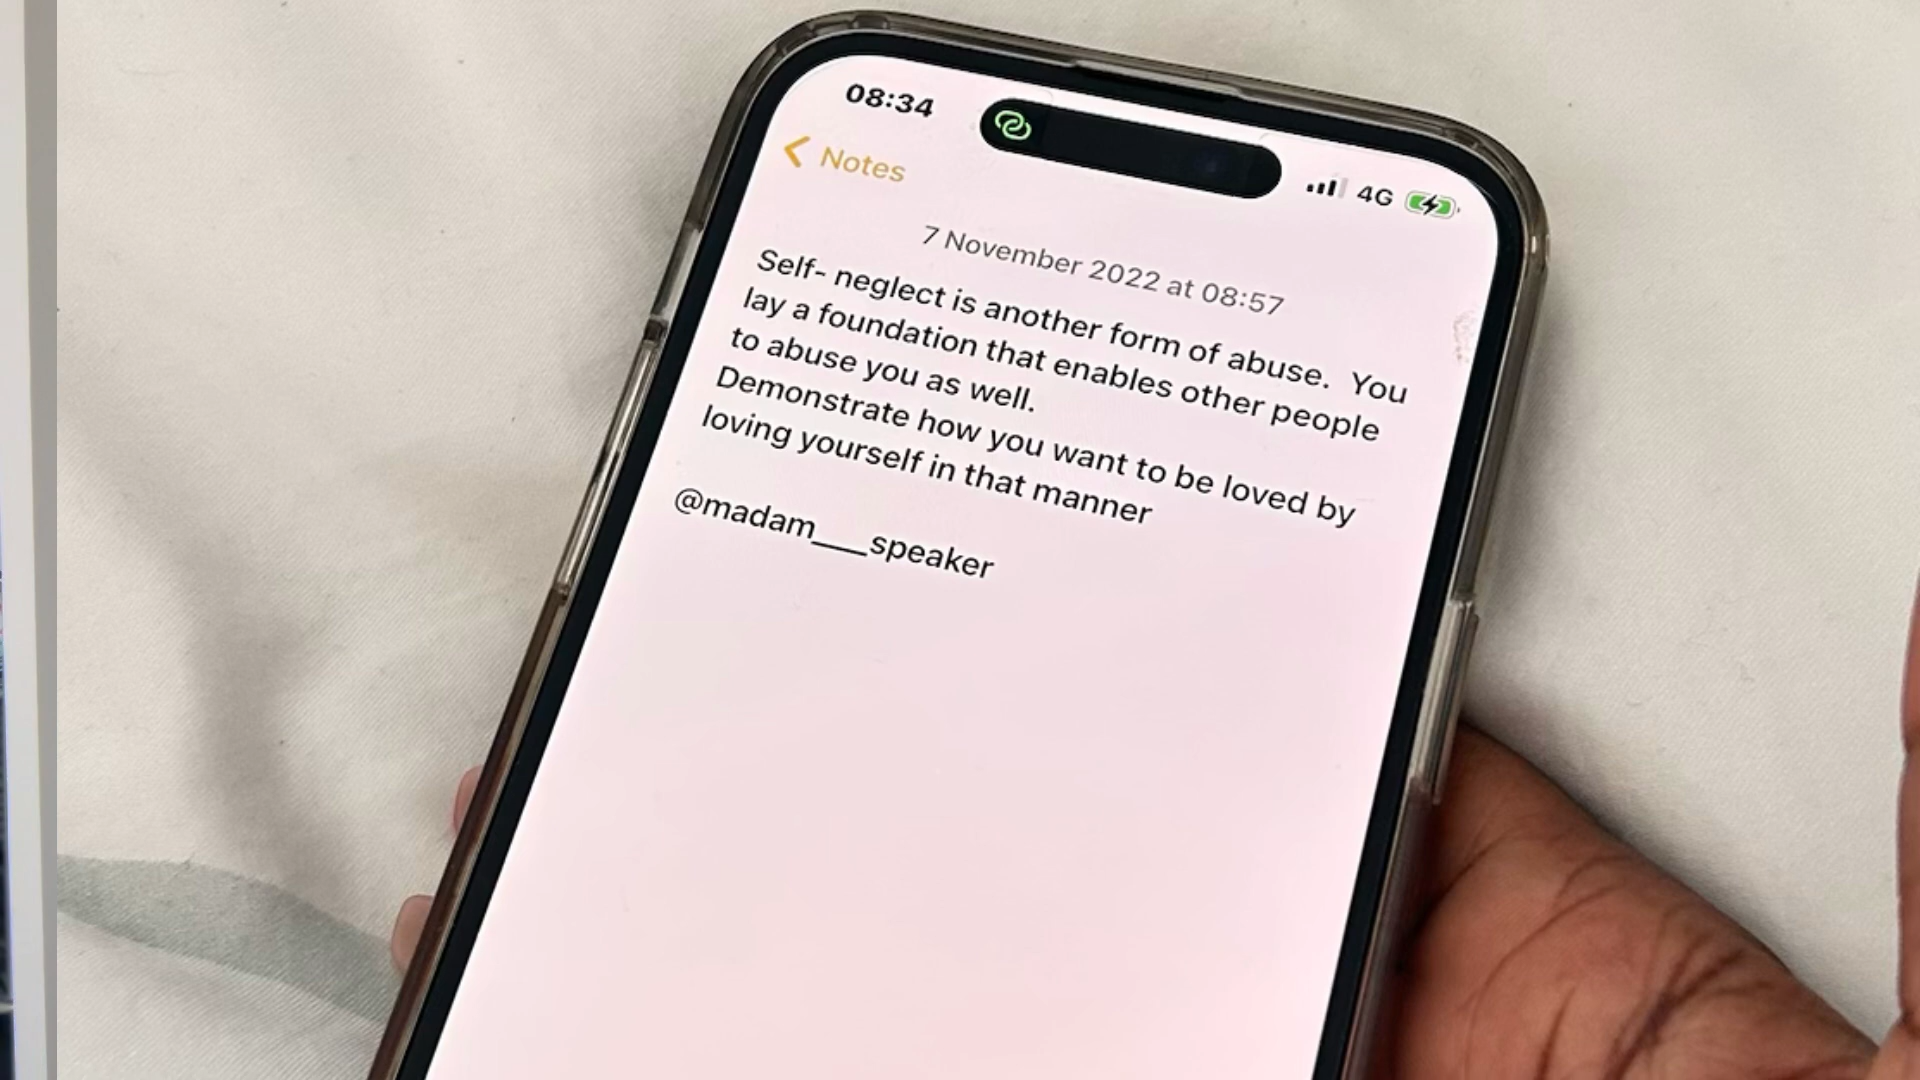 08:34
4G
Notes
7 November 2022 at 08:57
Self- neglect is another form of abuse.  You
lay a foundation that enables other people
to abuse you as well.
Demonstrate how you want to be loved by
loving yourself in that manner
@madam___speaker